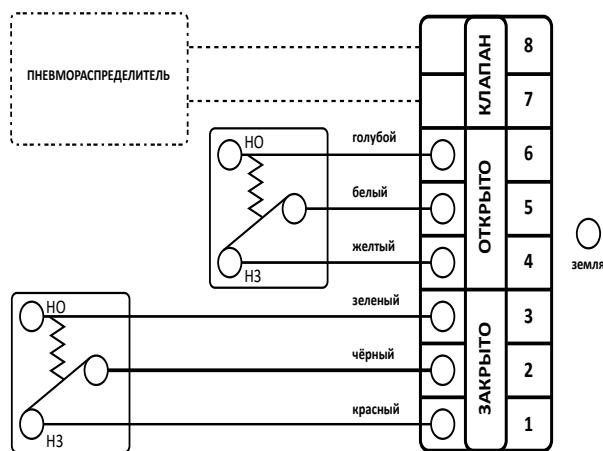 ПНЕВМОРАСПРЕДЕЛИТЕЛЬ
КЛАПАН
8
7
НО
голубой
6
белый
5
ОТКРЫТО
желтый
4
НЗ
земля
НО
зеленый
3
чёрный
2
ЗАКРЫТО
красный
1
НЗ